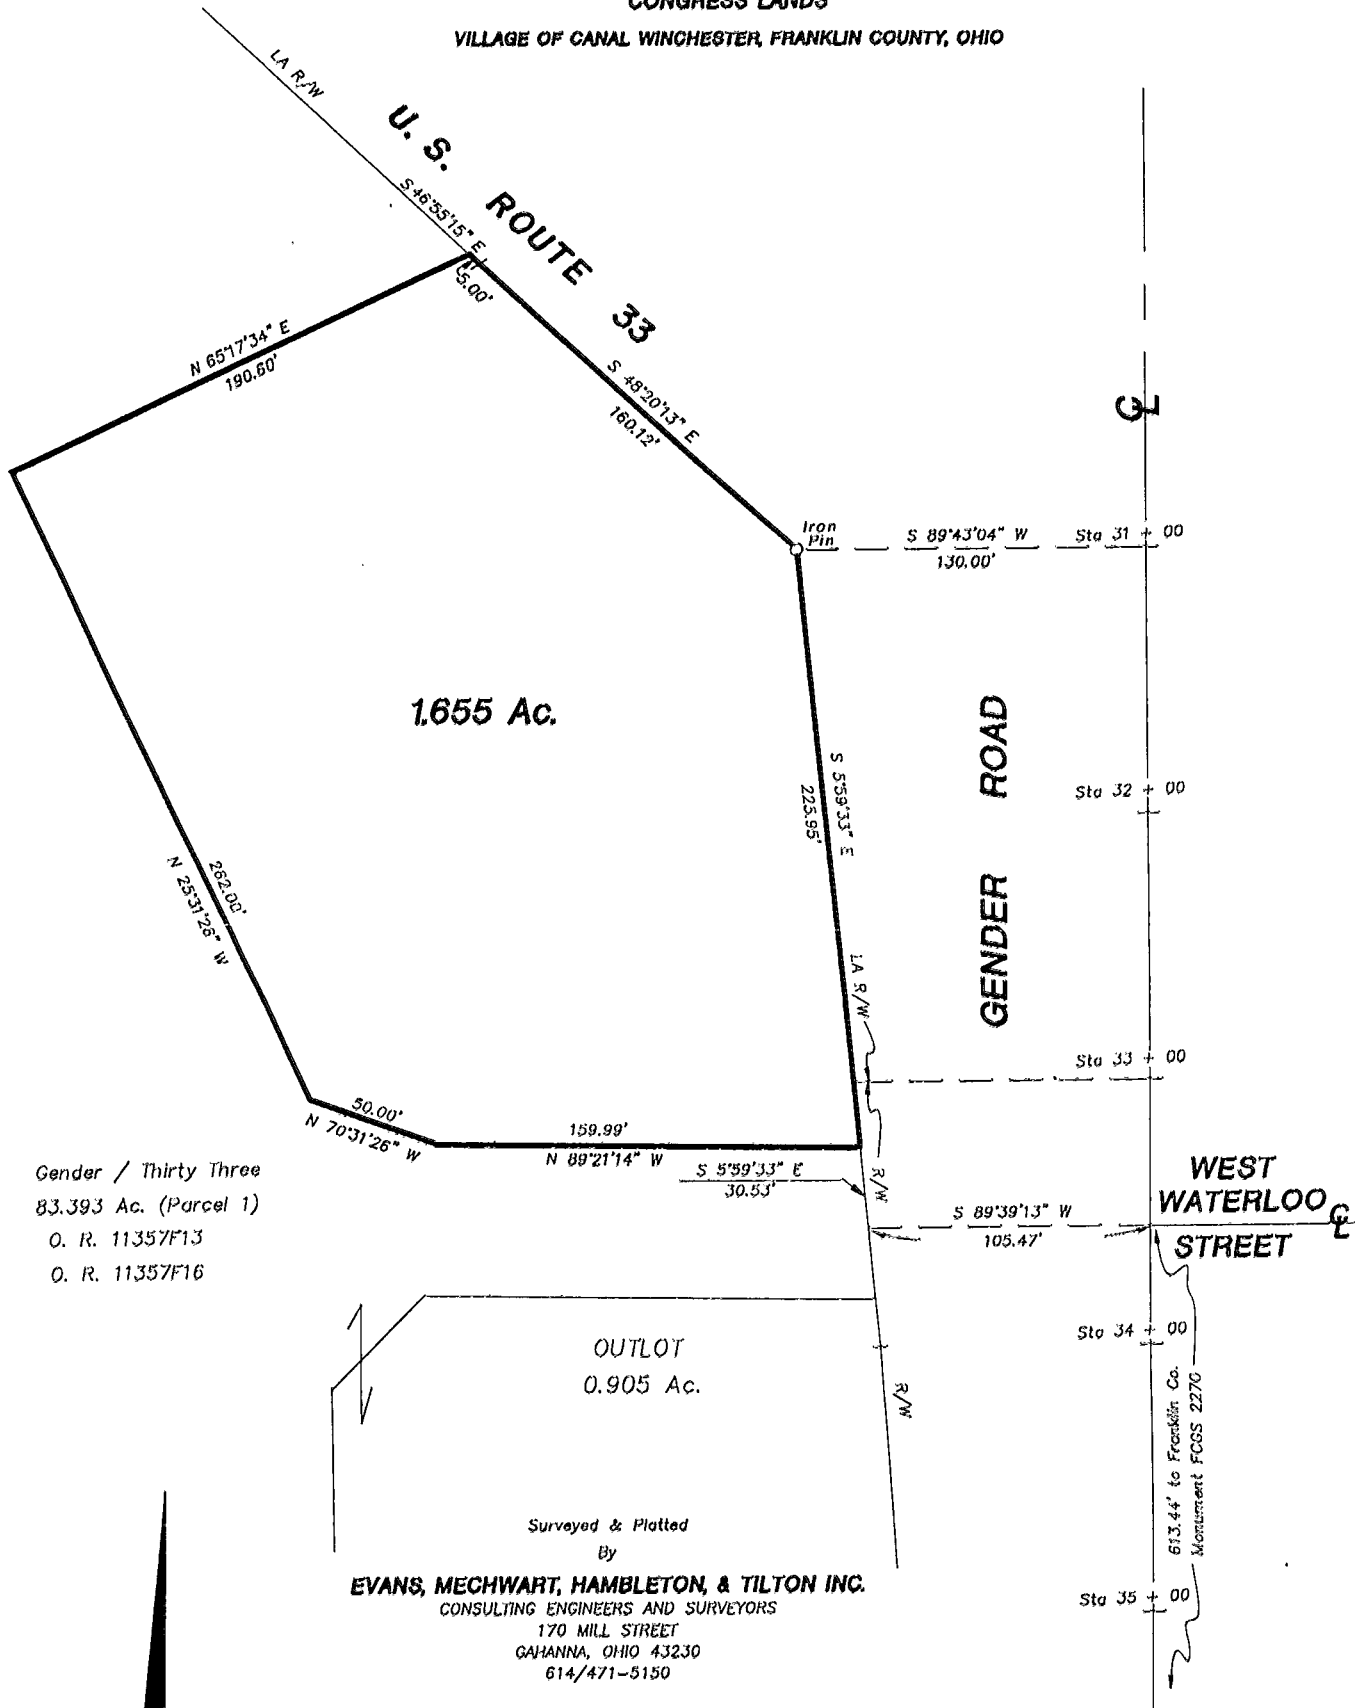 CONGRESS LANDS
VILLAGE OF CANAL WINCHESTER, FRANKLIN COUNTY, OHIO
LA R/W
U. S. ROUTE 33
S 46°55'15" E
5.00'
N 65°17'34" E
190.60'
S 48°20'13" E
160.12'
℄
Iron
Pin
S 89°43'04" W
130.00'
Sta 31 + 00
1.655 Ac.
S 5°59'33" E
225.95'
GENDER ROAD
Sta 32 + 00
262.00'
N 25°31'26" W
LA R/W
Sta 33 + 00
50.00'
N 70°31'26" W
159.99'
N 89°21'14" W
S 5°59'33" E
30.53'
R/W
S 89°39'13" W
105.47'
WEST
WATERLOO ℄
STREET
Gender / Thirty Three
83.393 Ac. (Parcel 1)
O. R. 11357F13
O. R. 11357F16
Sta 34 + 00
OUTLOT
0.905 Ac.
R/W
613.44' to Franklin Co.
Monument FCGS 2270
Sta 35 + 00
Surveyed & Platted
By
EVANS, MECHWART, HAMBLETON, & TILTON INC.
CONSULTING ENGINEERS AND SURVEYORS
170 MILL STREET
GAHANNA, OHIO 43230
614/471-5150